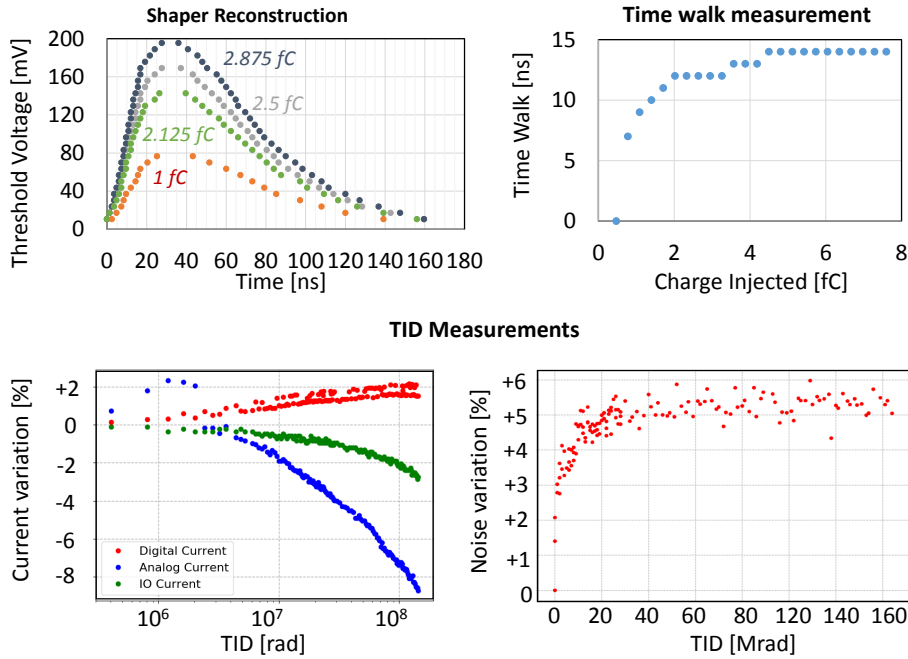 Shaper Reconstruction
Threshold Voltage [mV]
200
160
120
80
40
0
2.875 fC
2.5 fC
2.125 fC
1 fC
0 20 40 60 80 100 120 140 160 180
Time [ns]
Time walk measurement
Time Walk [ns]
15
10
5
0
0 2 4 6 8
Charge Injected [fC]
TID Measurements
Current variation [%]
+2
0
-2
-4
-6
-8
Digital Current
Analog Current
IO Current
10⁶ 10⁷ 10⁸
TID [rad]
Noise variation [%]
+6
+5
+4
+3
+2
+1
0
0 20 40 60 80 100 120 140 160
TID [Mrad]